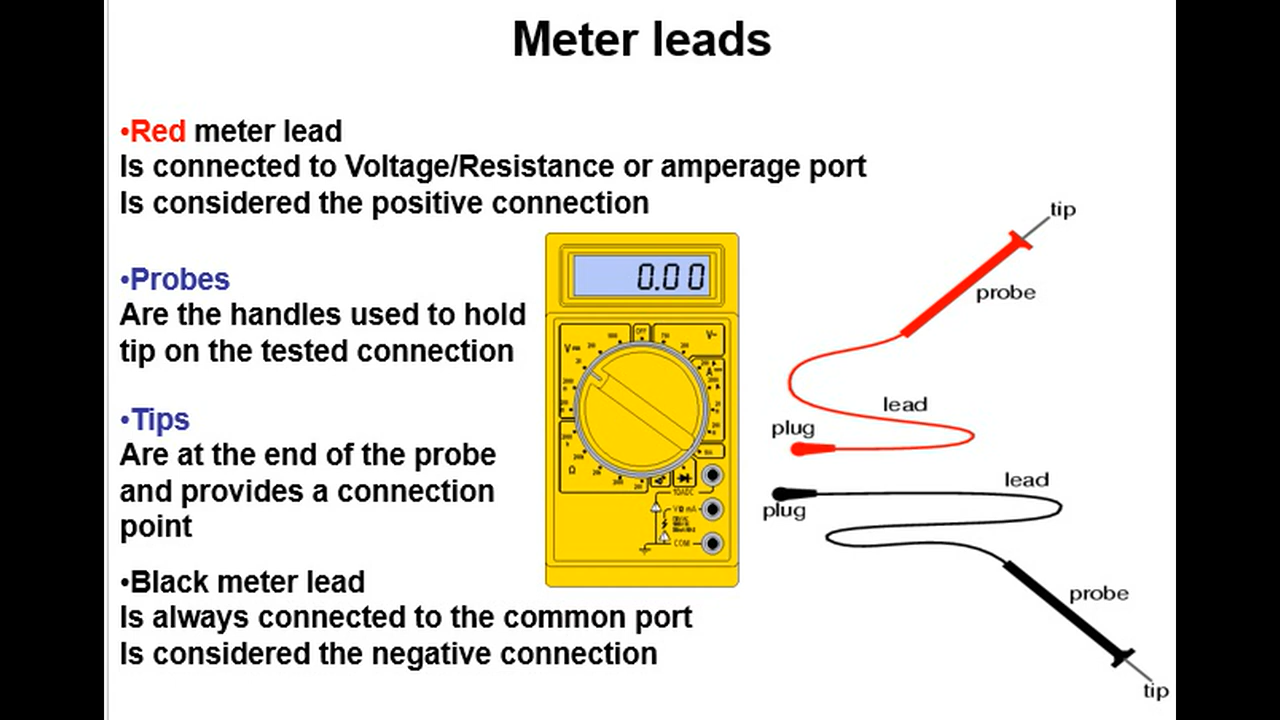 Meter leads
•Red meter lead
Is connected to Voltage/Resistance or amperage port
Is considered the positive connection
•Probes
Are the handles used to hold
tip on the tested connection
•Tips
Are at the end of the probe
and provides a connection
point
•Black meter lead
Is always connected to the common port
Is considered the negative connection
0.00
OFF
V
V~
A
Ω
10ADC
VΩmA
COM
tip
probe
lead
plug
lead
plug
probe
tip